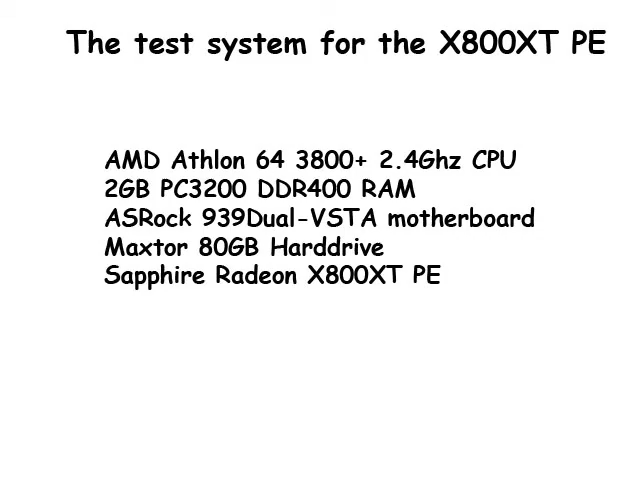 The test system for the X800XT PE
AMD Athlon 64 3800+ 2.4Ghz CPU
2GB PC3200 DDR400 RAM
ASRock 939Dual-VSTA motherboard
Maxtor 80GB Harddrive
Sapphire Radeon X800XT PE